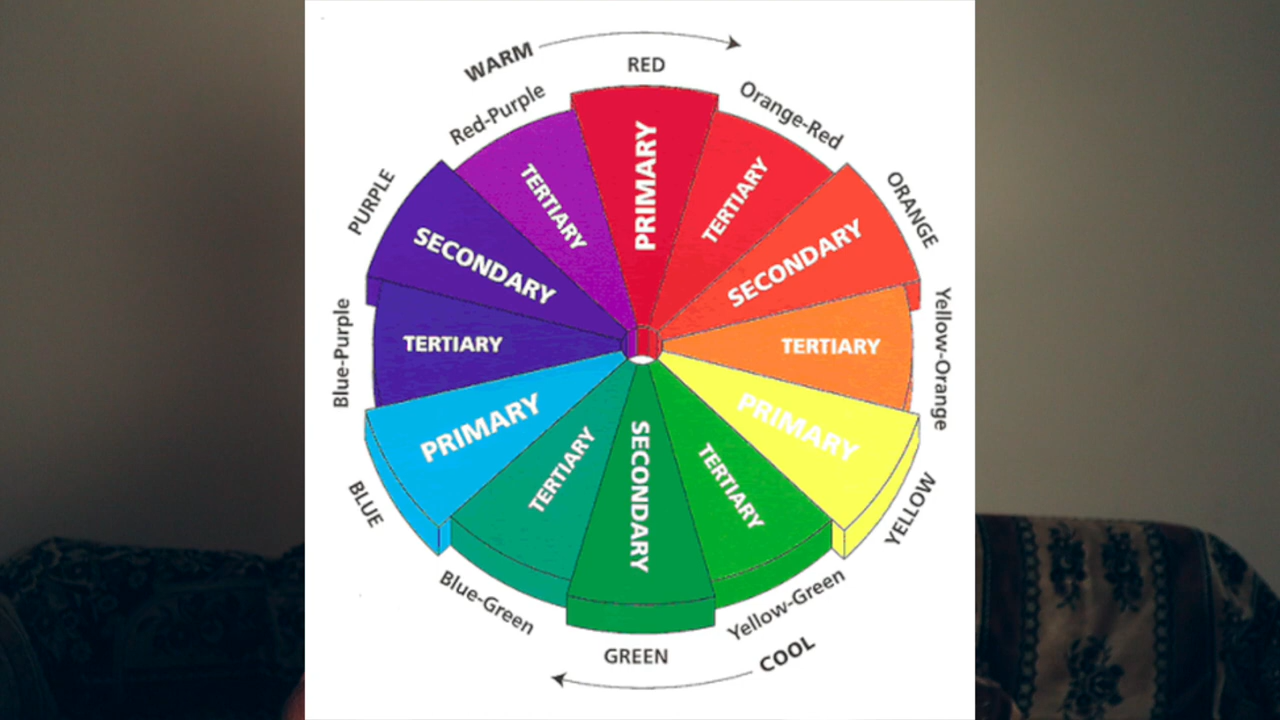 WARM
RED
Red-Purple
Orange-Red
PURPLE
ORANGE
Blue-Purple
Yellow-Orange
BLUE
YELLOW
Blue-Green
Yellow-Green
GREEN
COOL
PRIMARY
TERTIARY
SECONDARY
TERTIARY
PRIMARY
TERTIARY
SECONDARY
TERTIARY
PRIMARY
TERTIARY
SECONDARY
TERTIARY